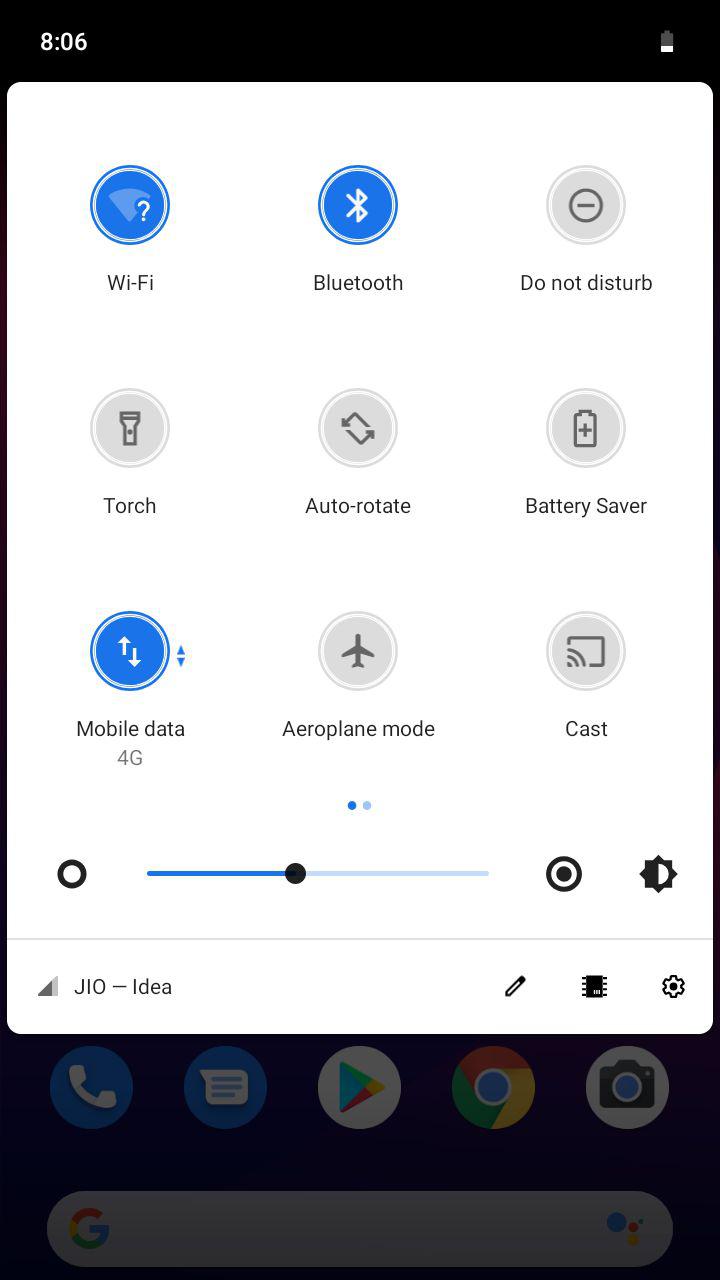 8:06
Wi-Fi
Bluetooth
Do not disturb
Torch
Auto-rotate
Battery Saver
Mobile data
4G
Aeroplane mode
Cast
JIO — Idea